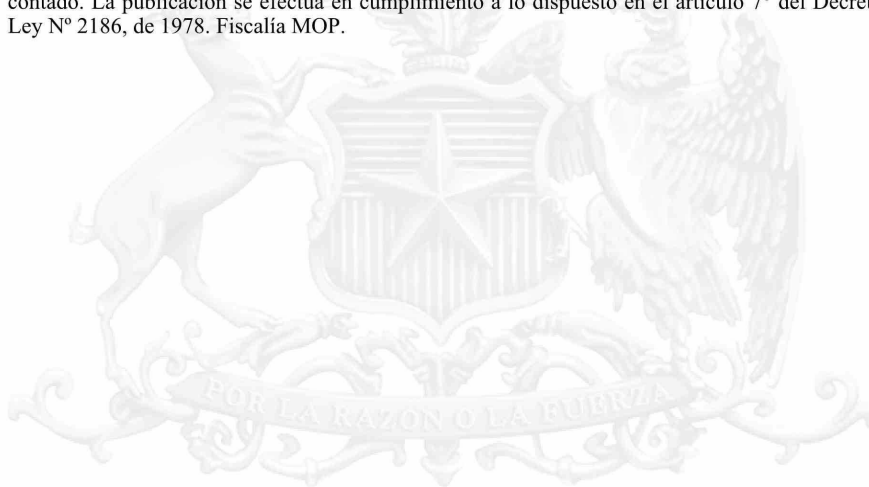 contado. La publicación se efectúa en cumplimiento a lo dispuesto en el artículo 7° del Decreto
Ley Nº 2186, de 1978. Fiscalía MOP.
POR LA RAZÓN O LA FUERZA